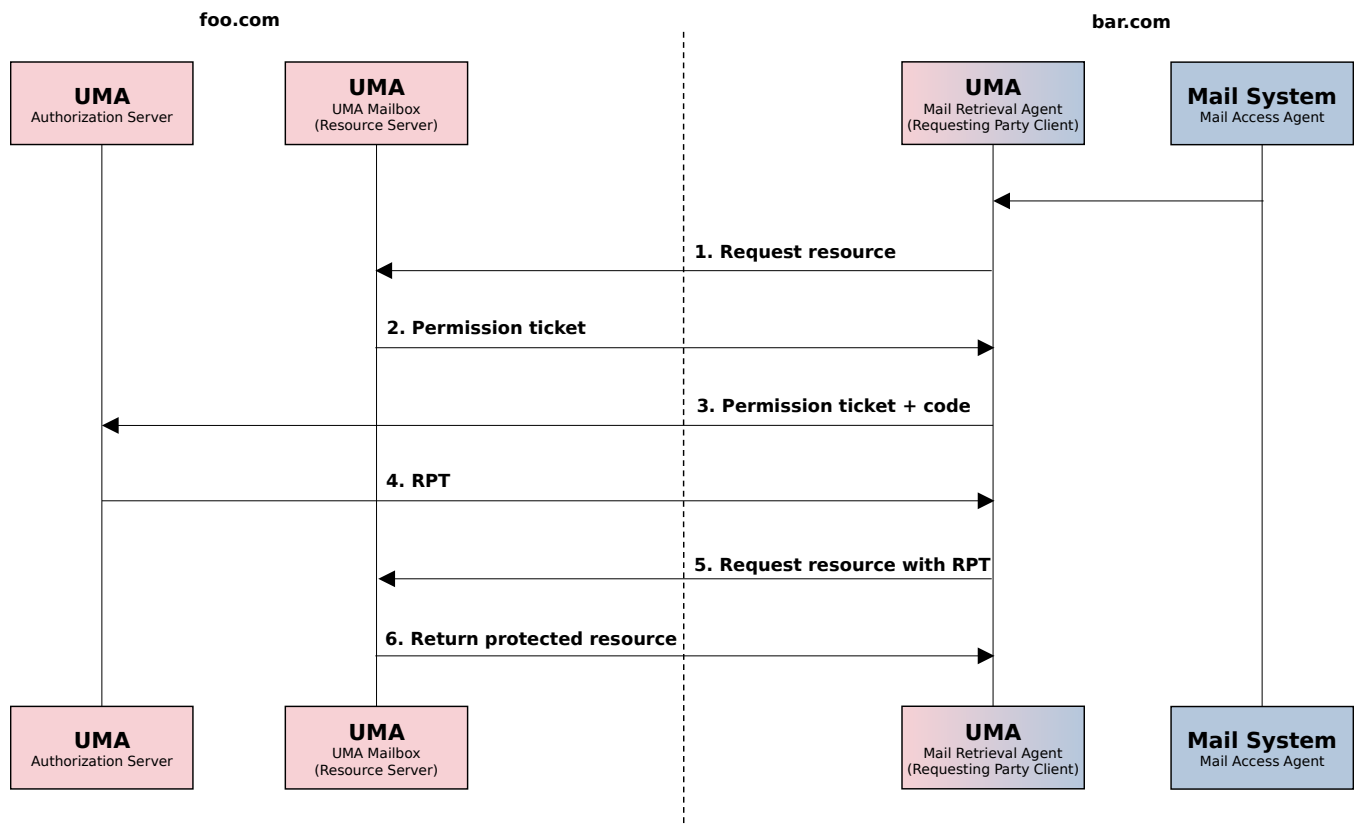 foo.com
bar.com
UMA
Authorization Server
UMA
UMA Mailbox
(Resource Server)
UMA
Mail Retrieval Agent
(Requesting Party Client)
Mail System
Mail Access Agent
1. Request resource
2. Permission ticket
3. Permission ticket + code
4. RPT
5. Request resource with RPT
6. Return protected resource
UMA
Authorization Server
UMA
UMA Mailbox
(Resource Server)
UMA
Mail Retrieval Agent
(Requesting Party Client)
Mail System
Mail Access Agent